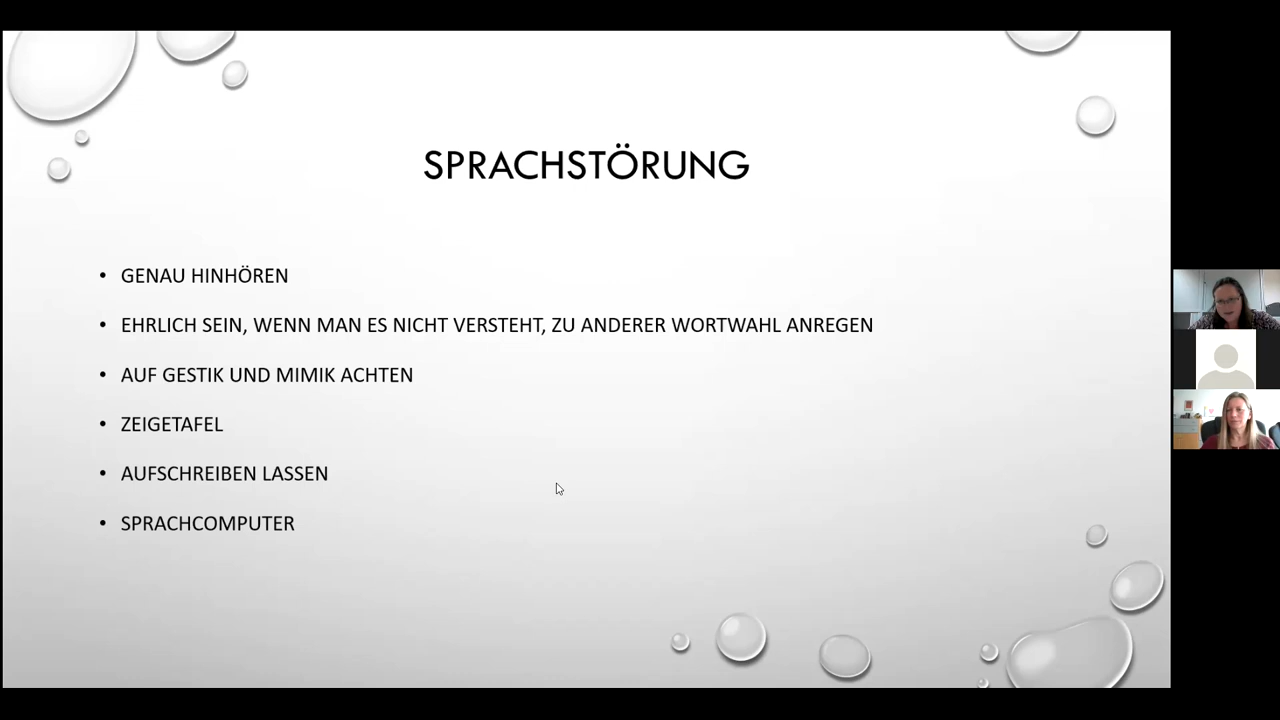 SPRACHSTÖRUNG
• GENAU HINHÖREN
• EHRLICH SEIN, WENN MAN ES NICHT VERSTEHT, ZU ANDERER WORTWAHL ANREGEN
• AUF GESTIK UND MIMIK ACHTEN
• ZEIGETAFEL
• AUFSCHREIBEN LASSEN
• SPRACHCOMPUTER